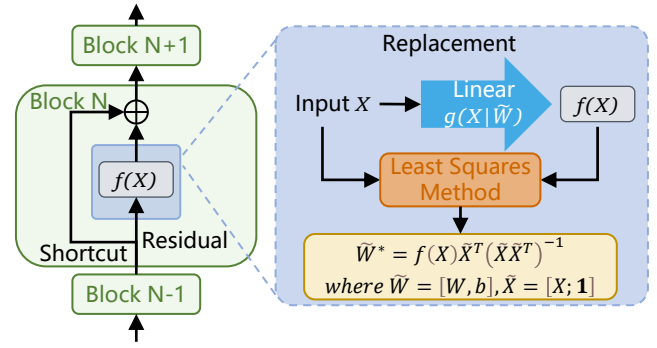 Block N+1
Block N
f(X)
Shortcut
Residual
Block N-1
Replacement
Input X
Linear
g(X|W̃)
f(X)
Least Squares
Method
W̃* = f(X)X̃ᵀ(X̃X̃ᵀ)⁻¹
where W̃ = [W, b], X̃ = [X; 1]